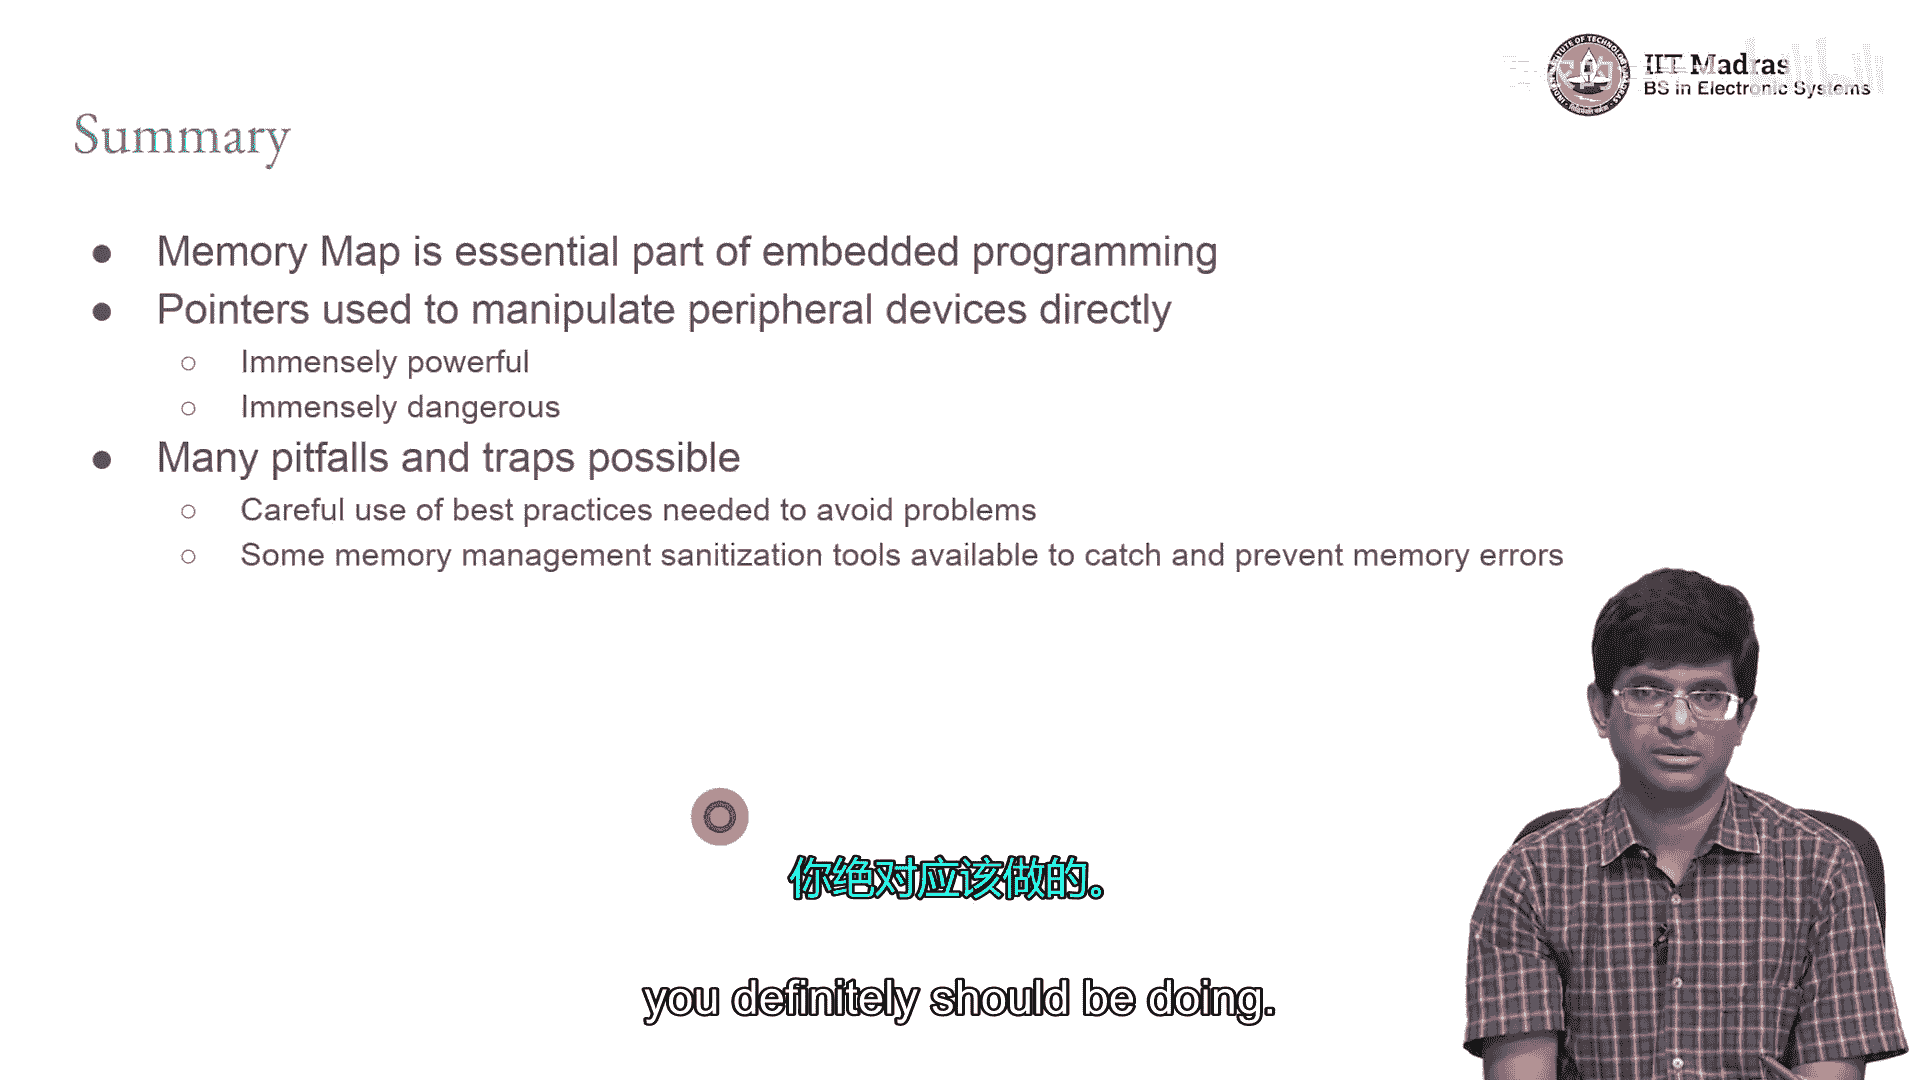 IIT Madras
BS in Electronic Systems
Summary
● Memory Map is essential part of embedded programming
● Pointers used to manipulate peripheral devices directly
○ Immensely powerful
○ Immensely dangerous
● Many pitfalls and traps possible
○ Careful use of best practices needed to avoid problems
○ Some memory management sanitization tools available to catch and prevent memory errors
你绝对应该做的。
you definitely should be doing.